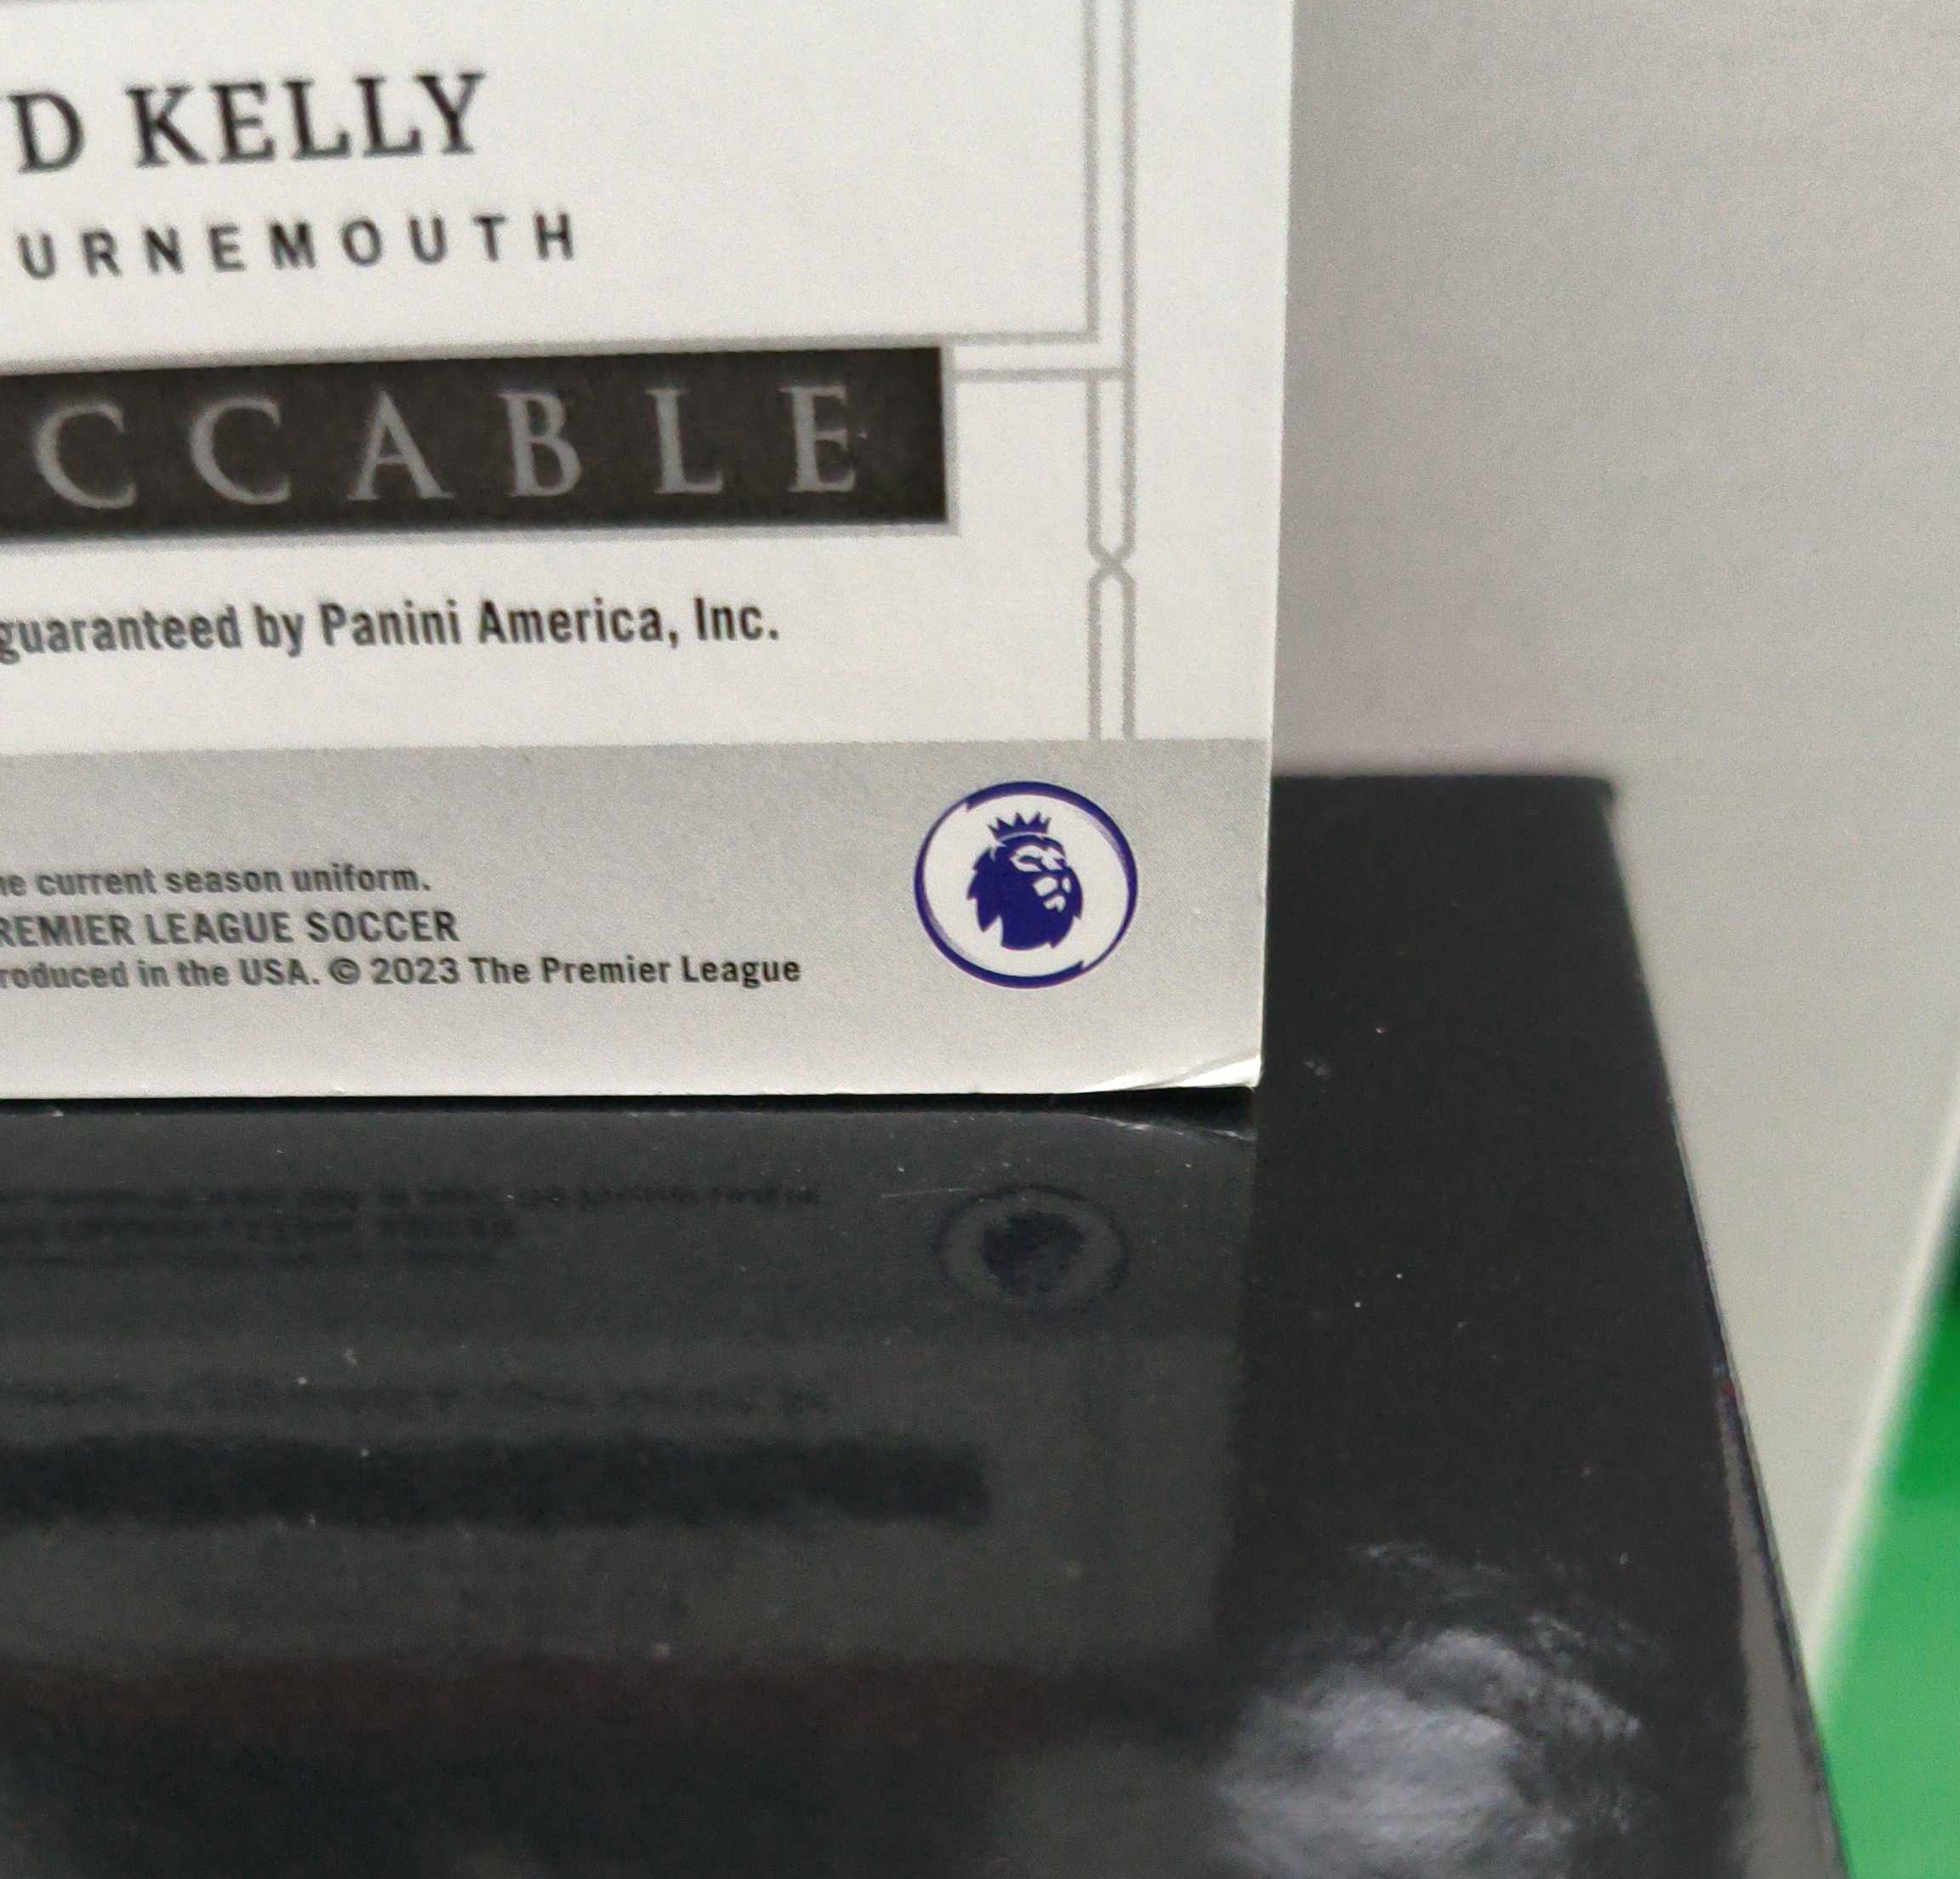 D KELLY
URNEMOUTH
CCABLE
guaranteed by Panini America, Inc.
current season uniform.
REMIER LEAGUE SOCCER
roduced in the USA. © 2023 The Premier League